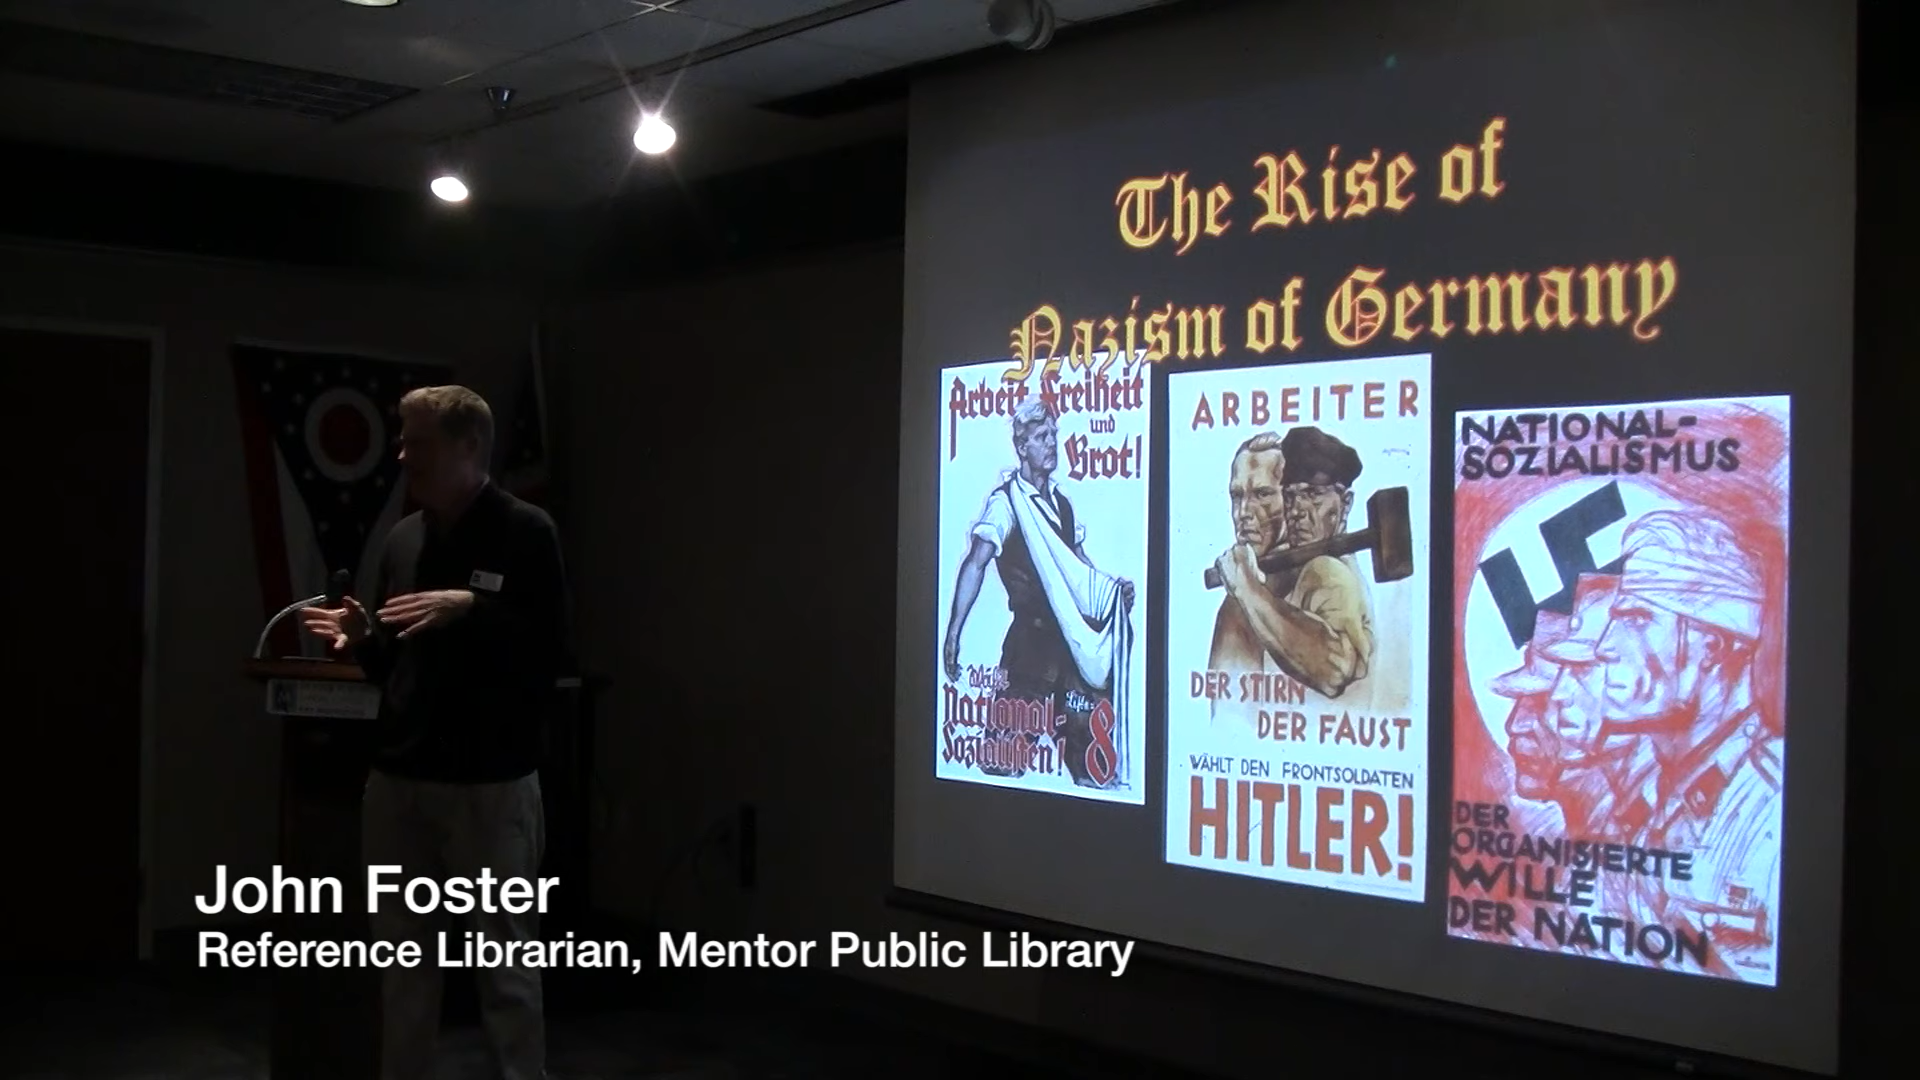 The Rise of
Nazism of Germany
Arbeit Freiheit
und
Brot!
Wählt
National-
Sozialisten!
Liste
8
ARBEITER
DER STIRN
DER FAUST
WÄHLT DEN FRONTSOLDATEN
HITLER!
NATIONAL-
SOZIALISMUS
DER
ORGANISIERTE
WILLE
DER NATION
John Foster
Reference Librarian, Mentor Public Library